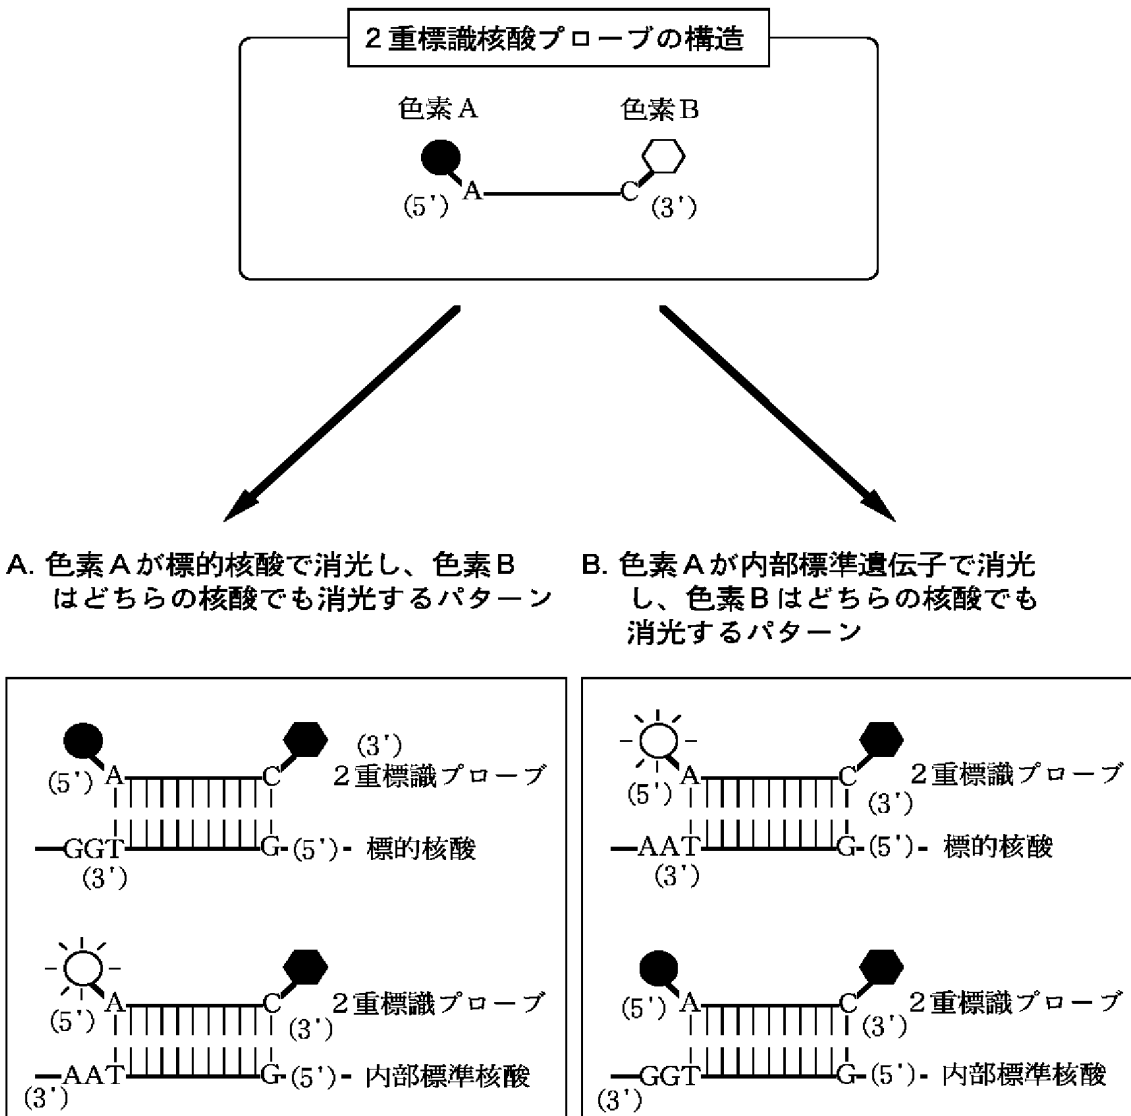 2重標識核酸プローブの構造
色素A 色素B
A C
(5') (3')
A. 色素Aが標的核酸で消光し、色素B
はどちらの核酸でも消光するパターン
B. 色素Aが内部標準遺伝子で消光
し、色素Bはどちらの核酸でも
消光するパターン
(3')
(5') A C 2重標識プローブ
GGT G (5') 標的核酸
(3')
(5') A C (3') 2重標識プローブ
AAT G (5') 内部標準核酸
(3')
A C 2重標識プローブ
(5') (3')
AAT G (5') 標的核酸
(3')
(5') A C (3') 2重標識プローブ
GGT G (5') 内部標準核酸
(3')